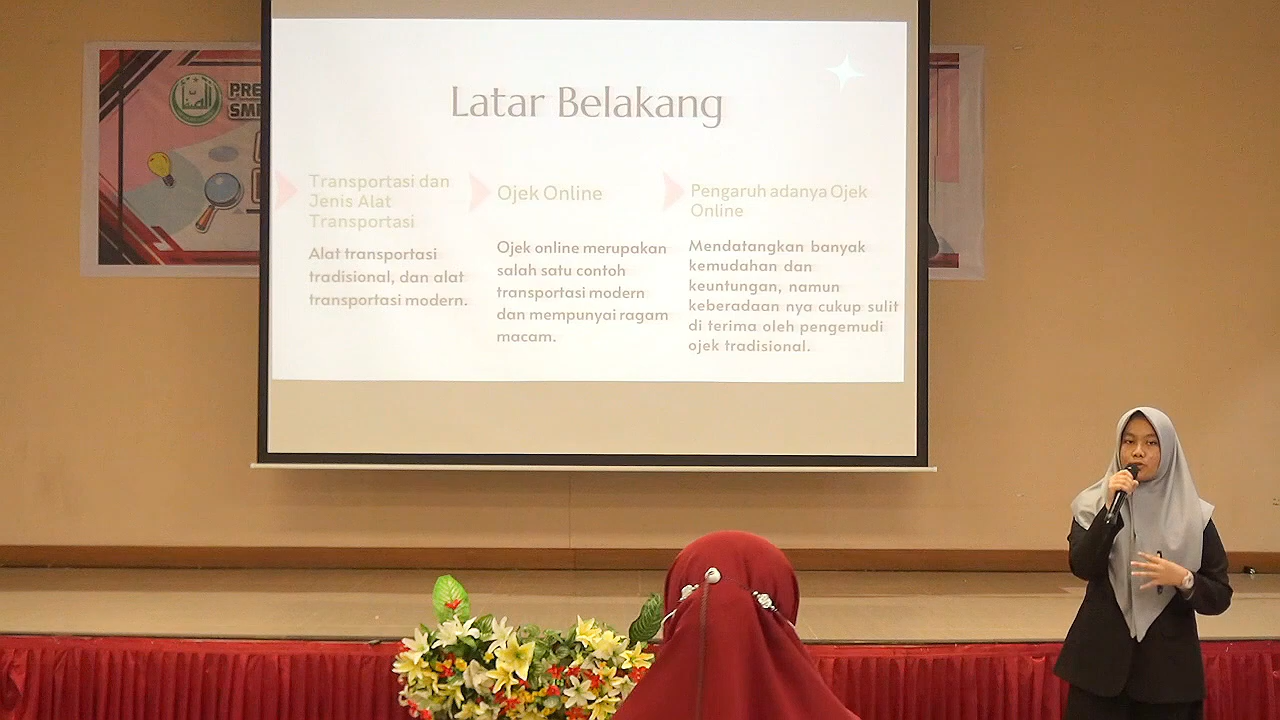 Latar Belakang
Transportasi dan
Jenis Alat
Transportasi
Alat transportasi
tradisional, dan alat
transportasi modern.
Ojek Online
Ojek online merupakan
salah satu contoh
transportasi modern
dan mempunyai ragam
macam.
Pengaruh adanya Ojek
Online
Mendatangkan banyak
kemudahan dan
keuntungan, namun
keberadaan nya cukup sulit
di terima oleh pengemudi
ojek tradisional.